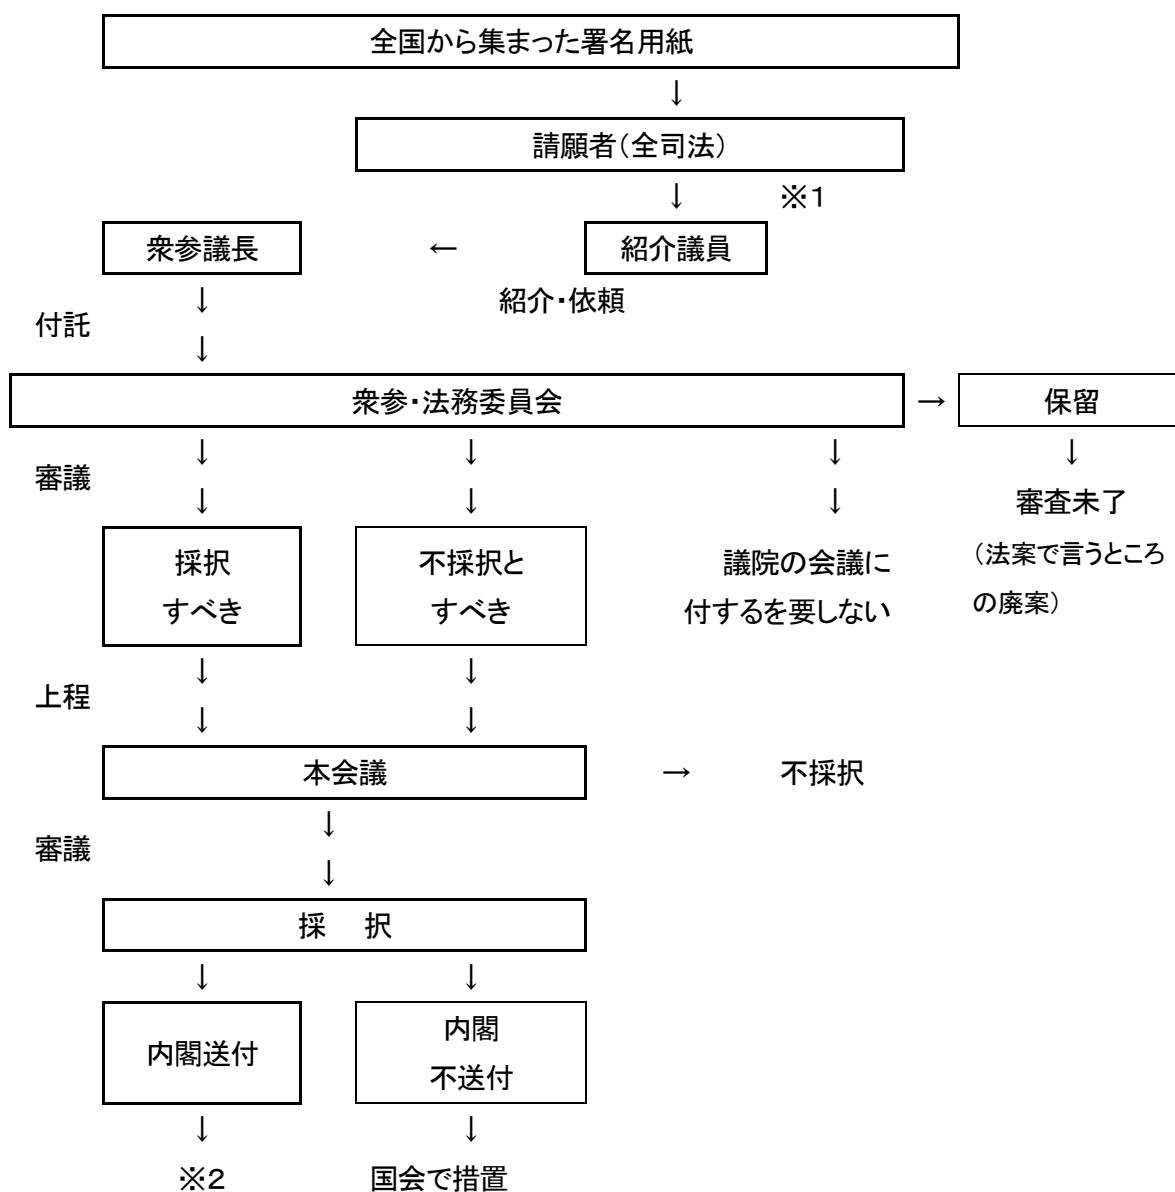 全国から集まった署名用紙
↓
請願者(全司法)
↓ ※1
衆参議長 ← 紹介議員
↓ 紹介・依頼
付託
↓
衆参・法務委員会 → 保留
↓ ↓ ↓ ↓
審議
↓ ↓ ↓ 審査未了
採択 不採択と 議院の会議に (法案で言うところ
すべき すべき 付するを要しない の廃案)
↓ ↓
上程
↓ ↓
本会議 → 不採択
↓
審議
↓
採 択
↓ ↓
内閣送付 内閣
不送付
↓ ↓
※2 国会で措置